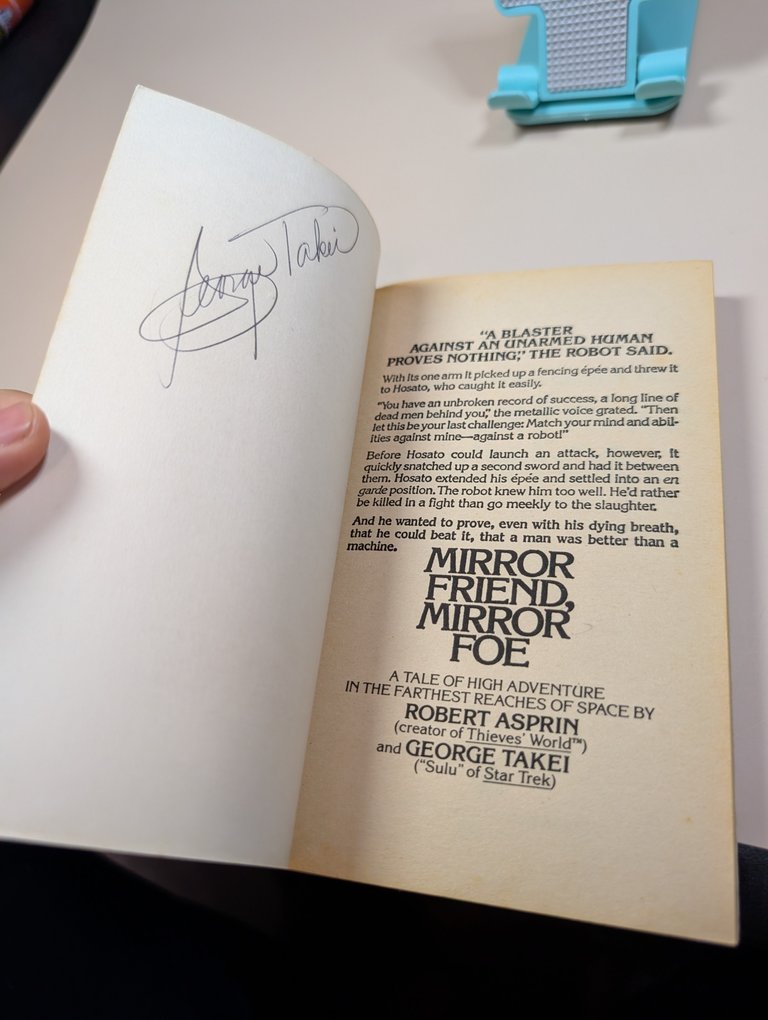 George Takei
"A BLASTER
AGAINST AN UNARMED HUMAN
PROVES NOTHING," THE ROBOT SAID.
With its one arm it picked up a fencing épée and threw it
to Hosato, who caught it easily.
"You have an unbroken record of success, a long line of
dead men behind you," the metallic voice grated. "Then
let this be your last challenge: Match your mind and abil-
ities against mine—against a robot!"
Before Hosato could launch an attack, however, it
quickly snatched up a second sword and had it between
them. Hosato extended his épée and settled into an en
garde position. The robot knew him too well. He'd rather
be killed in a fight than go meekly to the slaughter.
And he wanted to prove, even with his dying breath,
that he could beat it, that a man was better than a
machine.
MIRROR
FRIEND,
MIRROR
FOE
A TALE OF HIGH ADVENTURE
IN THE FARTHEST REACHES OF SPACE BY
ROBERT ASPRIN
(creator of Thieves' World™)
and GEORGE TAKEI
("Sulu" of Star Trek)